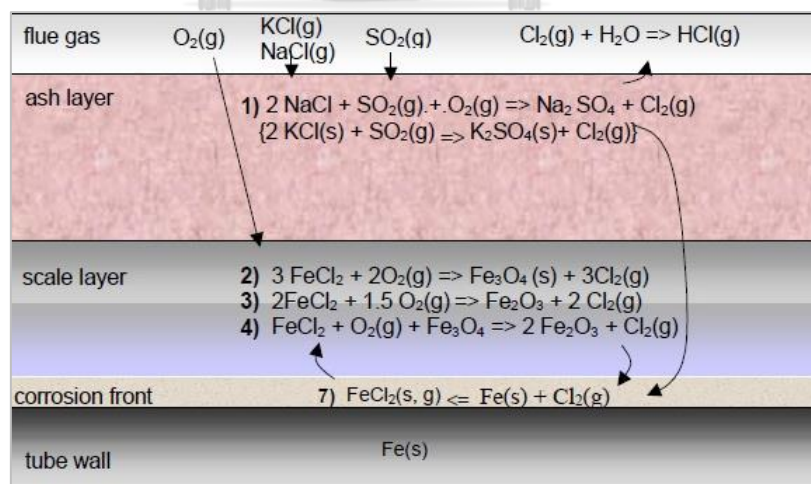 flue gas
O₂(g)
KCl(g)
NaCl(g)
SO₂(g)
Cl₂(g) + H₂O => HCl(g)
ash layer
1) 2 NaCl + SO₂(g).+.O₂(g) => Na₂ SO₄ + Cl₂(g)
{2 KCl(s) + SO₂(g) => K₂SO₄(s)+ Cl₂(g)}
scale layer
2) 3 FeCl₂ + 2O₂(g) => Fe₃O₄ (s) + 3Cl₂(g)
3) 2FeCl₂ + 1.5 O₂(g) => Fe₂O₃ + 2 Cl₂(g)
4) FeCl₂ + O₂(g) + Fe₃O₄ => 2 Fe₂O₃ + Cl₂(g)
corrosion front
7) FeCl₂(s, g) <= Fe(s) + Cl₂(g)
tube wall
Fe(s)